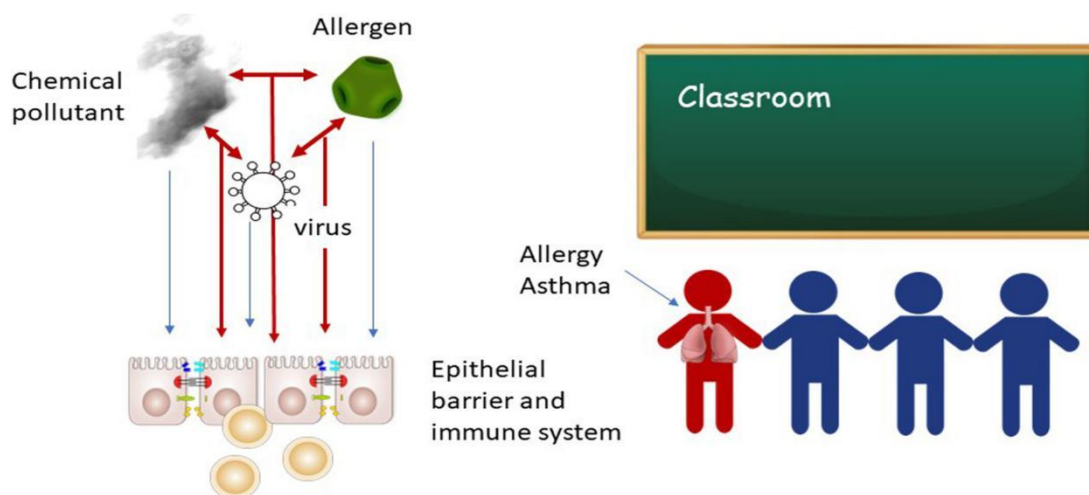 Allergen
Chemical
pollutant
virus
Epithelial
barrier and
immune system
Classroom
Allergy
Asthma